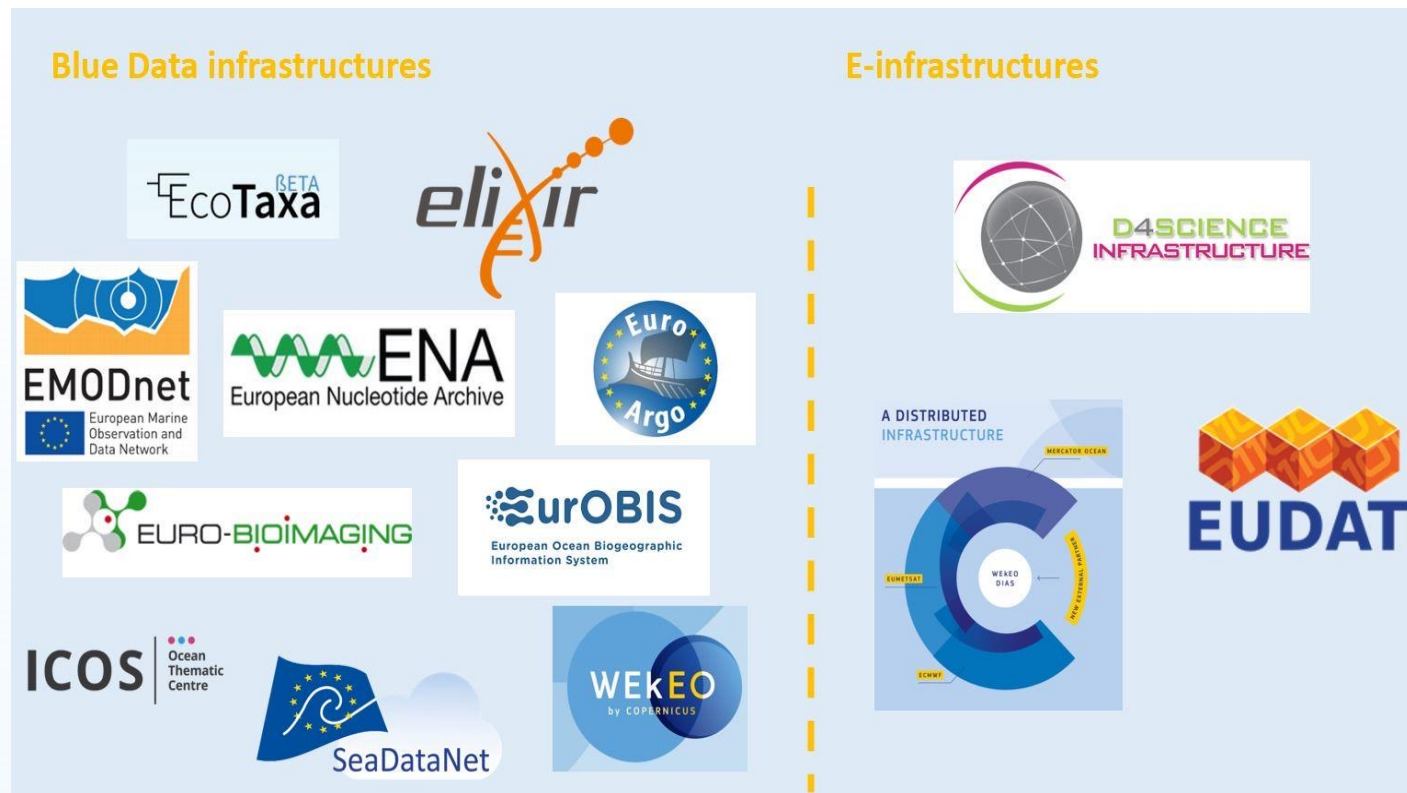 Blue Data infrastructures
E-infrastructures
EcoTaxa
βETA
elixir
EMODnet
European Marine
Observation and
Data Network
ENA
European Nucleotide Archive
Euro
Argo
EURO-BIOIMAGING
EurOBIS
European Ocean Biogeographic
Information System
ICOS
Ocean
Thematic
Centre
SeaDataNet
WEkEO
by COPERNICUS
D4SCIENCE
INFRASTRUCTURE
A DISTRIBUTED
INFRASTRUCTURE
MERCATOR OCEAN
WEkEO
DIAS
NEW EXTERNAL PARTNER
EUMETSAT
ECMWF
EUDAT